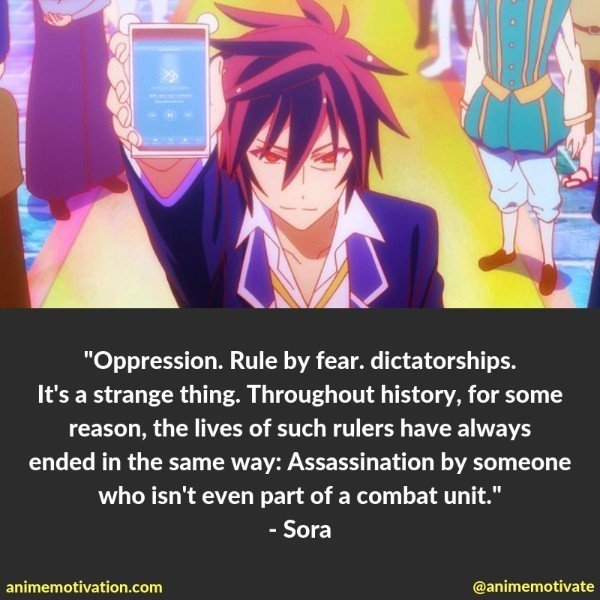 "Oppression. Rule by fear. dictatorships.
It's a strange thing. Throughout history, for some
reason, the lives of such rulers have always
ended in the same way: Assassination by someone
who isn't even part of a combat unit."
- Sora
animemotivation.com
@animemotivate